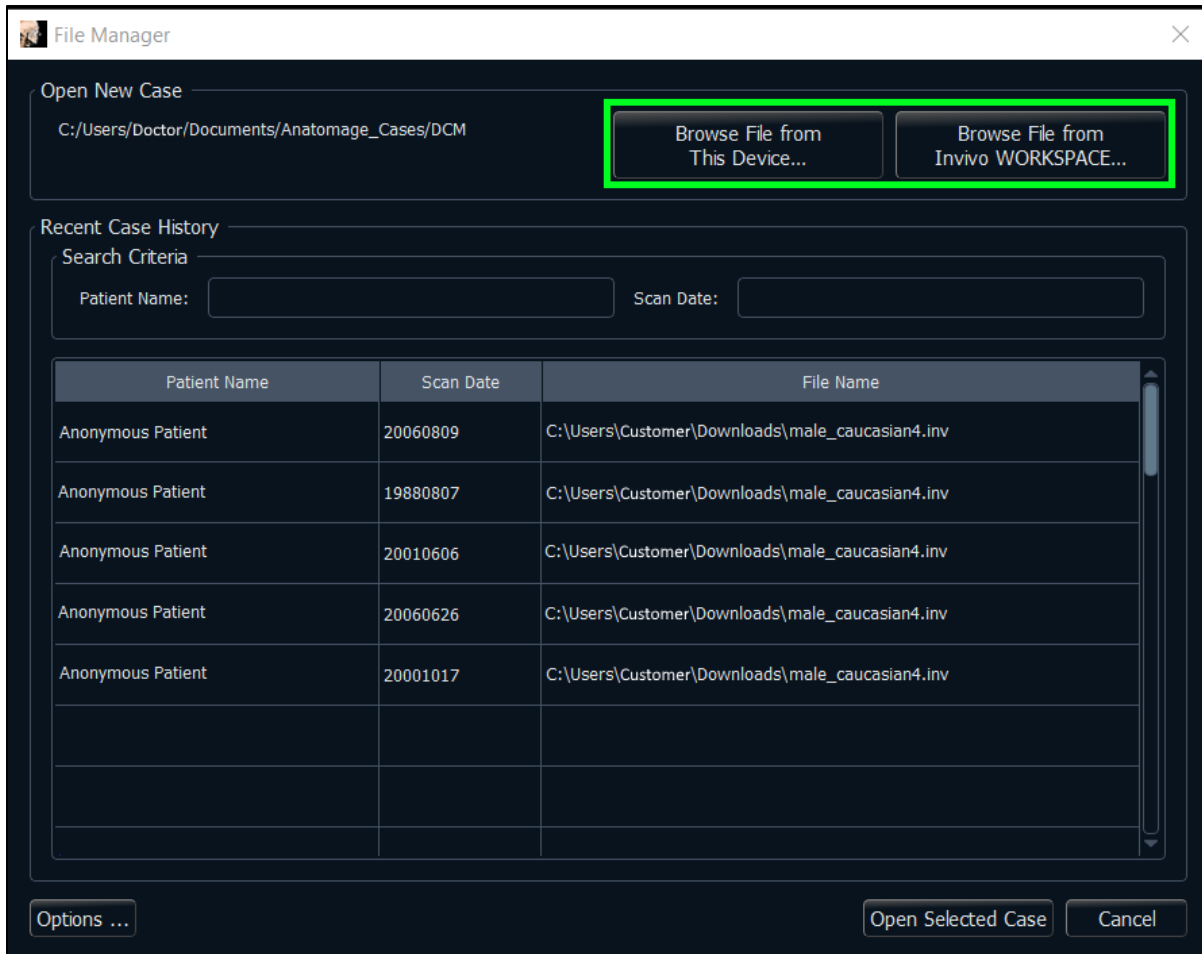 File Manager
Open New Case
C:/Users/Doctor/Documents/Anatomage_Cases/DCM
Browse File from
This Device...
Browse File from
Invivo WORKSPACE...
Recent Case History
Search Criteria
Patient Name:
Scan Date:
Patient Name Scan Date File Name
Anonymous Patient 20060809 C:\Users\Customer\Downloads\male_caucasian4.inv
Anonymous Patient 19880807 C:\Users\Customer\Downloads\male_caucasian4.inv
Anonymous Patient 20010606 C:\Users\Customer\Downloads\male_caucasian4.inv
Anonymous Patient 20060626 C:\Users\Customer\Downloads\male_caucasian4.inv
Anonymous Patient 20001017 C:\Users\Customer\Downloads\male_caucasian4.inv
Options ...
Open Selected Case
Cancel